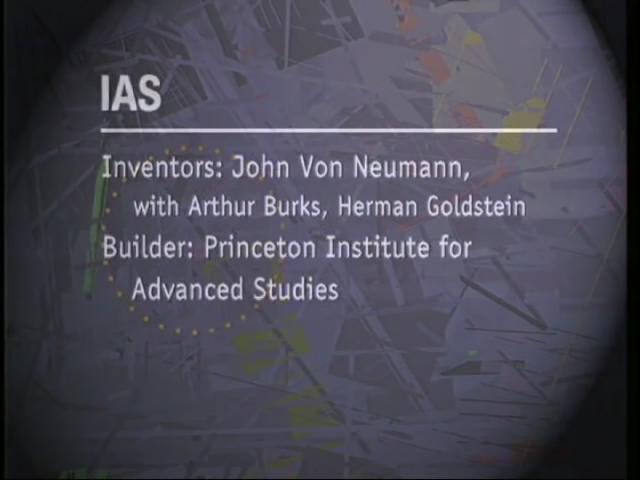 IAS
Inventors: John Von Neumann,
with Arthur Burks, Herman Goldstein
Builder: Princeton Institute for
Advanced Studies